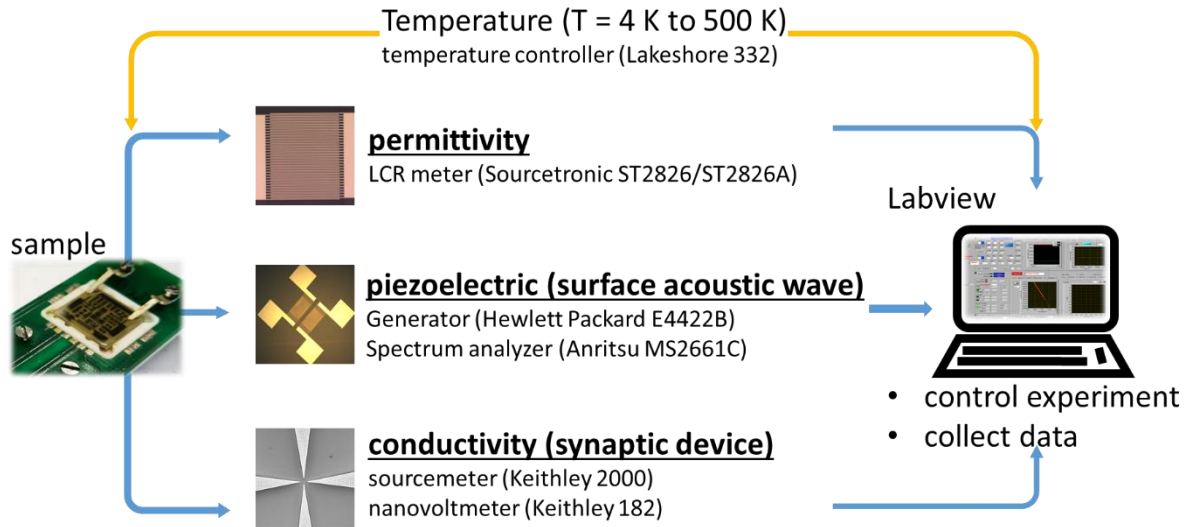 Temperature (T = 4 K to 500 K)
temperature controller (Lakeshore 332)
permittivity
LCR meter (Sourcetronic ST2826/ST2826A)
Labview
sample
piezoelectric (surface acoustic wave)
Generator (Hewlett Packard E4422B)
Spectrum analyzer (Anritsu MS2661C)
• control experiment
• collect data
conductivity (synaptic device)
sourcemeter (Keithley 2000)
nanovoltmeter (Keithley 182)